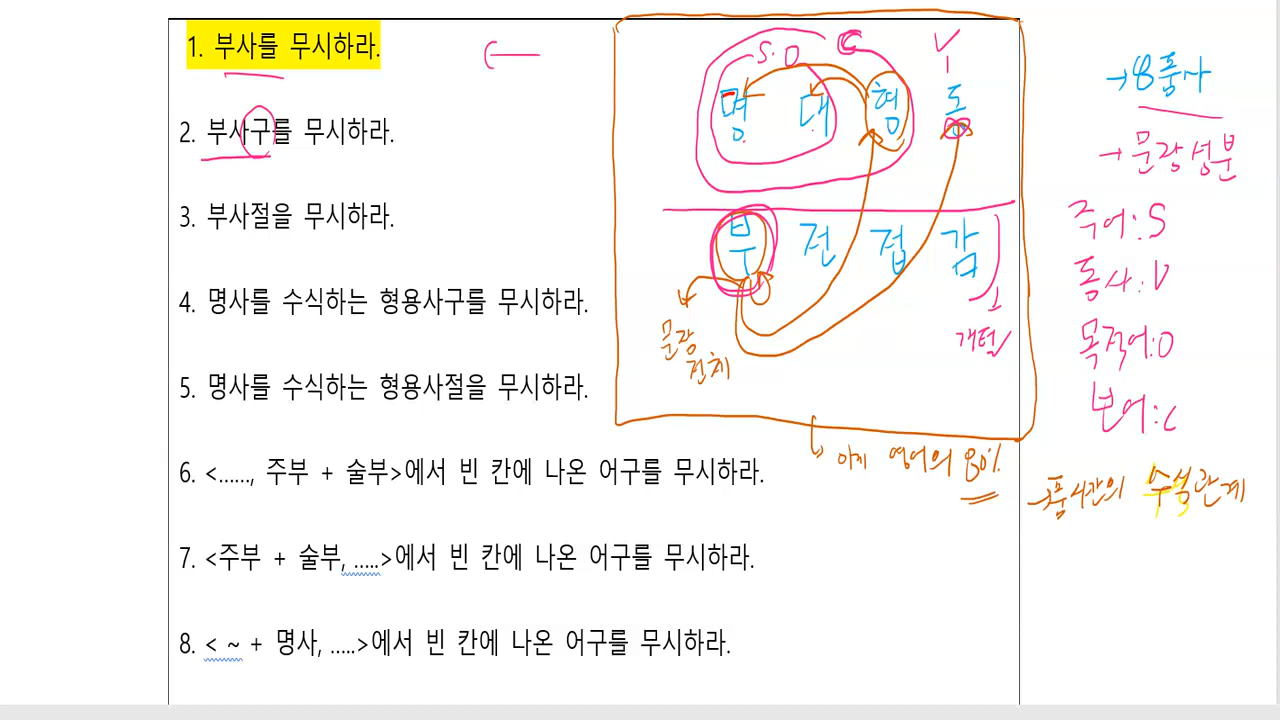 1. 부사를 무시하라.
2. 부사구를 무시하라.
3. 부사절을 무시하라.
4. 명사를 수식하는 형용사구를 무시하라.
5. 명사를 수식하는 형용사절을 무시하라.
6. <......, 주부 + 술부>에서 빈 칸에 나온 어구를 무시하라.
7. <주부 + 술부, .....>에서 빈 칸에 나온 어구를 무시하라.
8. < ~ + 명사, .....>에서 빈 칸에 나온 어구를 무시하라.
S. O C V
명 대 형 동
부 전 접 감
문장
전체
개털
영어의 80%
→ 8품사
→ 문장성분
주어: S
동사: V
목적어: O
보어: C
→ 품사간의 수식관계